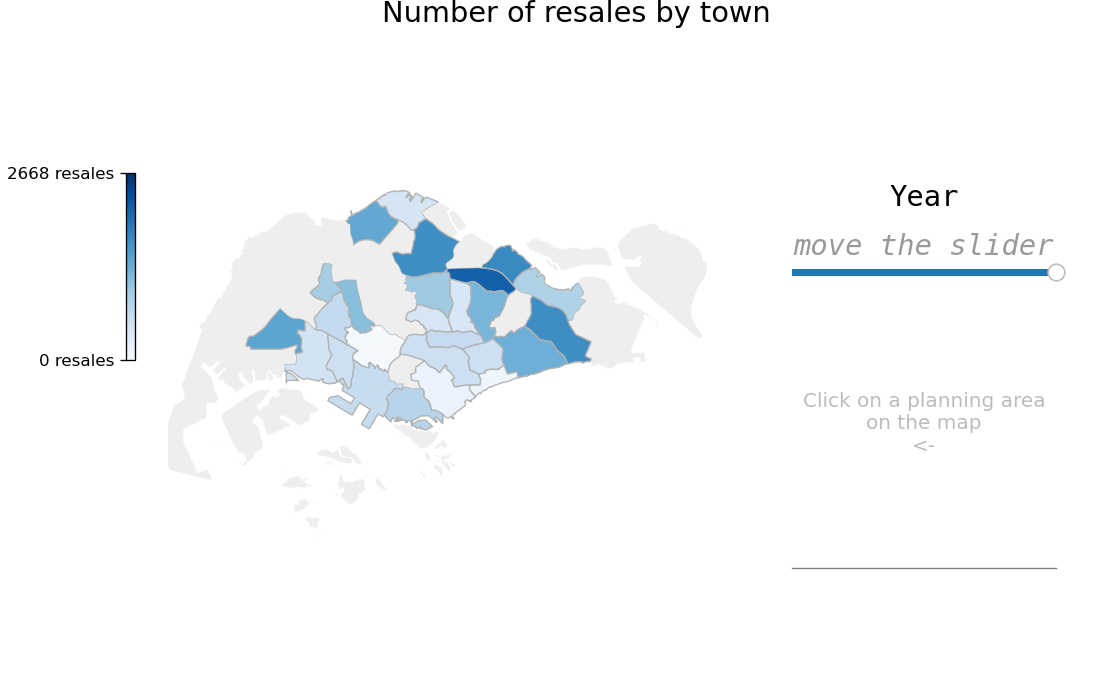 Number of resales by town
2668 resales
0 resales
Year
move the slider
Click on a planning area
on the map
<-